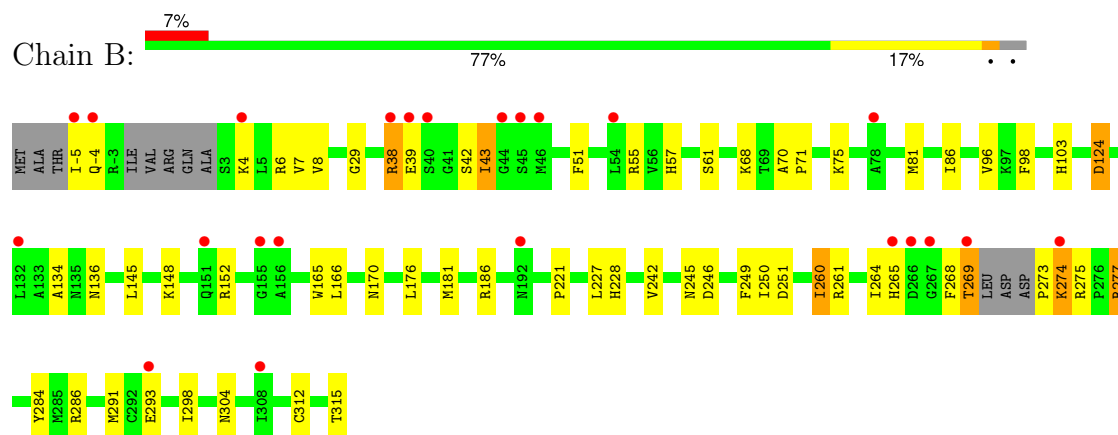 7%
Chain B:
77% 17% • •
MET ALA THR I-5 Q-4 R-3 ILE VAL ARG GLN ALA S3 K4 L5 R6 V7 V8 G29 R38 E39 S40 G41 S42 I43 G44 S45 M46 F51 L54 R55 V56 H57 S61 K68 T69 A70 P71 K75 A78 M81 I86 V96 K97 F98 H103 D124
L132 A133 A134 N135 N136 L145 K148 Q151 R152 G155 A156 W165 L166 N170 L176 M181 R186 N192 P221 L227 H228 V242 N245 D246 F249 I250 D251 I260 R261 I264 H265 D266 G267 F268 T269 LEU ASP ASP P273 K274 R275 P276
Y284 M285 R286 M291 C292 E293 I298 N304 I308 C312 T315